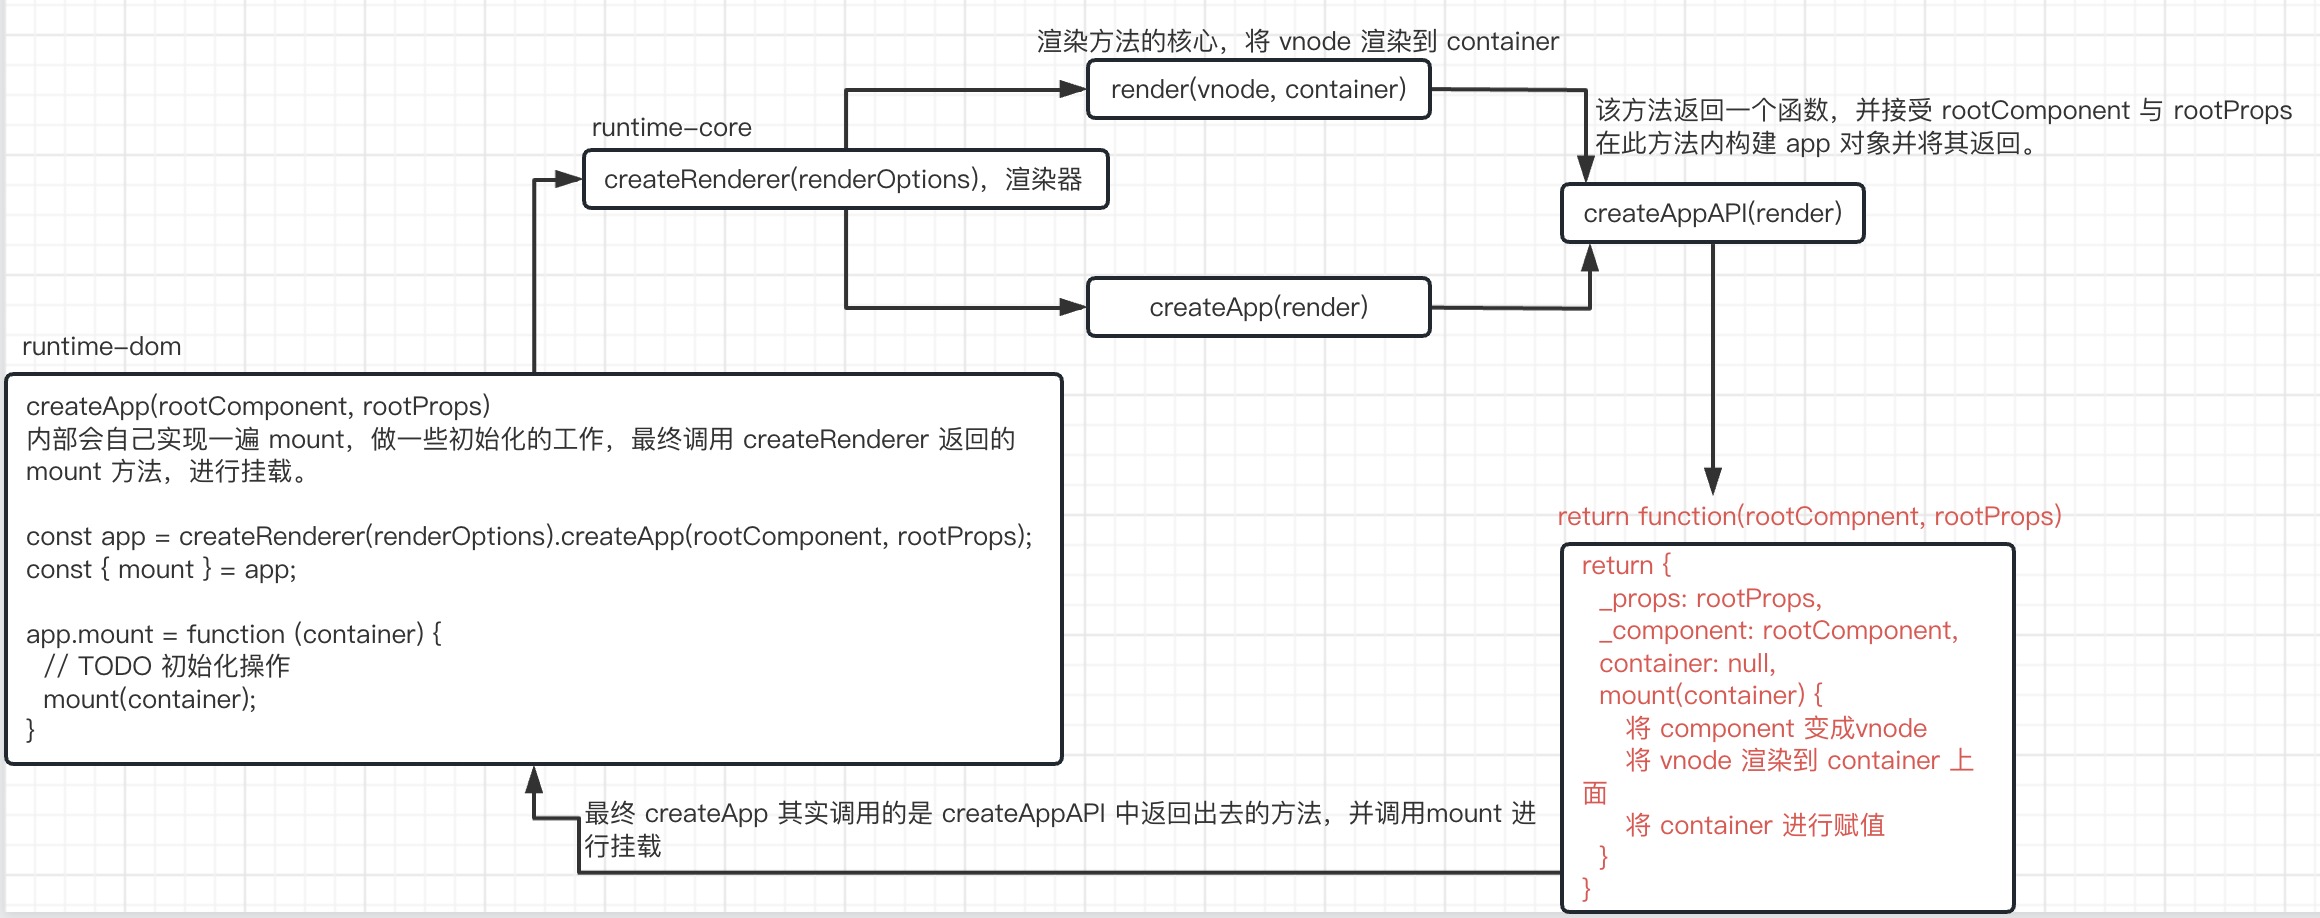 渲染方法的核心，将 vnode 渲染到 container
render(vnode, container)
该方法返回一个函数，并接受 rootComponent 与 rootProps
在此方法内构建 app 对象并将其返回。
runtime-core
createRenderer(renderOptions)，渲染器
createAppAPI(render)
createApp(render)
runtime-dom
createApp(rootComponent, rootProps)
内部会自己实现一遍 mount，做一些初始化的工作，最终调用 createRenderer 返回的
mount 方法，进行挂载。
const app = createRenderer(renderOptions).createApp(rootComponent, rootProps);
const { mount } = app;
app.mount = function (container) {
// TODO 初始化操作
mount(container);
}
return function(rootCompnent, rootProps)
return {
_props: rootProps,
_component: rootComponent,
container: null,
mount(container) {
将 component 变成vnode
将 vnode 渲染到 container 上
面
将 container 进行赋值
}
}
最终 createApp 其实调用的是 createAppAPI 中返回出去的方法，并调用mount 进
行挂载